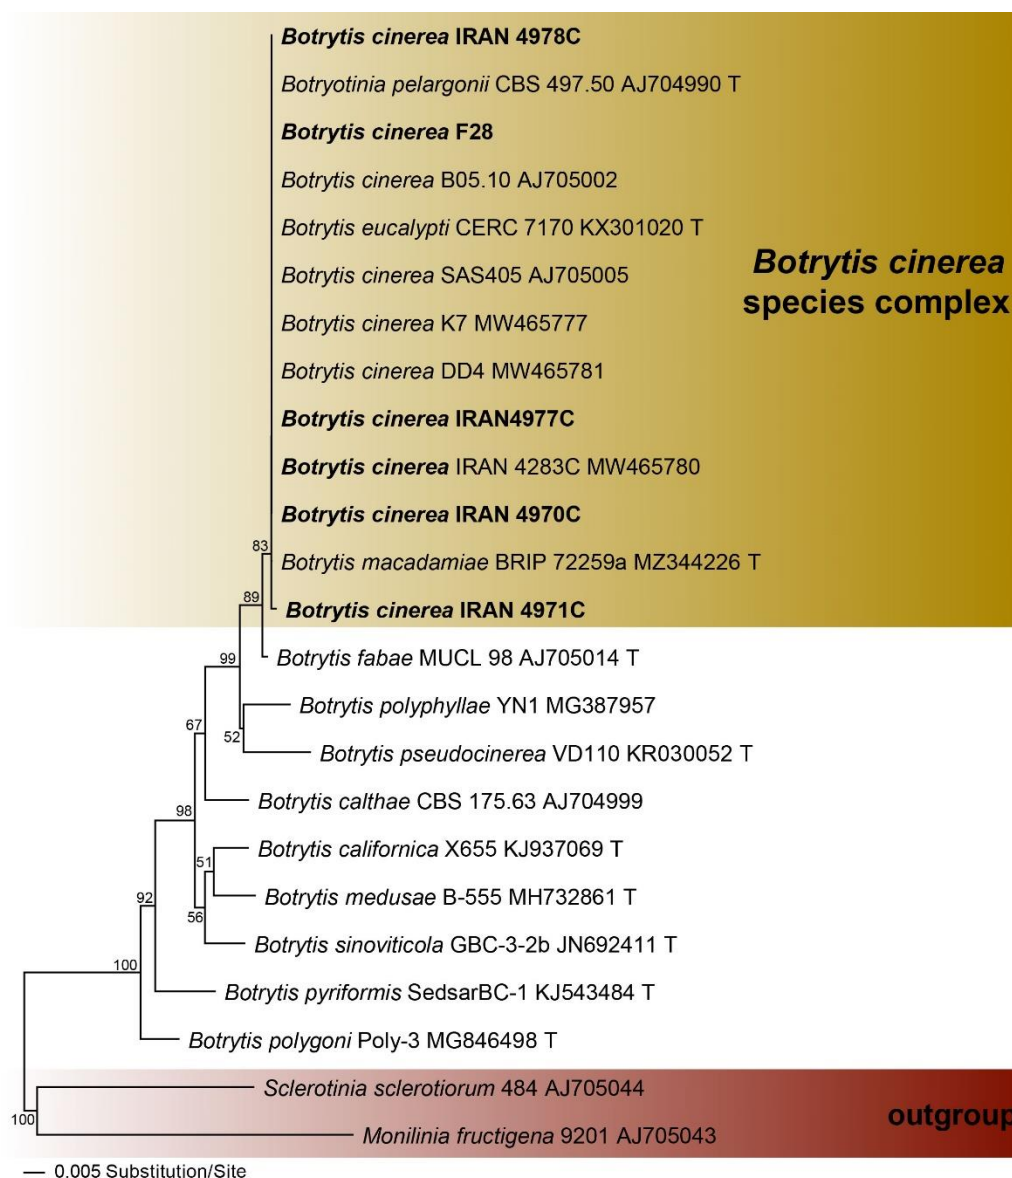 Botrytis cinerea IRAN 4978C
Botryotinia pelargonii CBS 497.50 AJ704990 T
Botrytis cinerea F28
Botrytis cinerea B05.10 AJ705002
Botrytis eucalypti CERC 7170 KX301020 T
Botrytis cinerea SAS405 AJ705005
Botrytis cinerea K7 MW465777
Botrytis cinerea DD4 MW465781
Botrytis cinerea IRAN4977C
Botrytis cinerea IRAN 4283C MW465780
Botrytis cinerea IRAN 4970C
Botrytis macadamiae BRIP 72259a MZ344226 T
Botrytis cinerea IRAN 4971C
Botrytis cinerea
species complex
83
89
Botrytis fabae MUCL 98 AJ705014 T
99
Botrytis polyphyllae YN1 MG387957
67
52
Botrytis pseudocinerea VD110 KR030052 T
Botrytis calthae CBS 175.63 AJ704999
98
Botrytis californica X655 KJ937069 T
51
Botrytis medusae B-555 MH732861 T
92
56
Botrytis sinoviticola GBC-3-2b JN692411 T
100
Botrytis pyriformis SedsarBC-1 KJ543484 T
Botrytis polygoni Poly-3 MG846498 T
Sclerotinia sclerotiorum 484 AJ705044
outgroup
100
Monilinia fructigena 9201 AJ705043
0.005 Substitution/Site